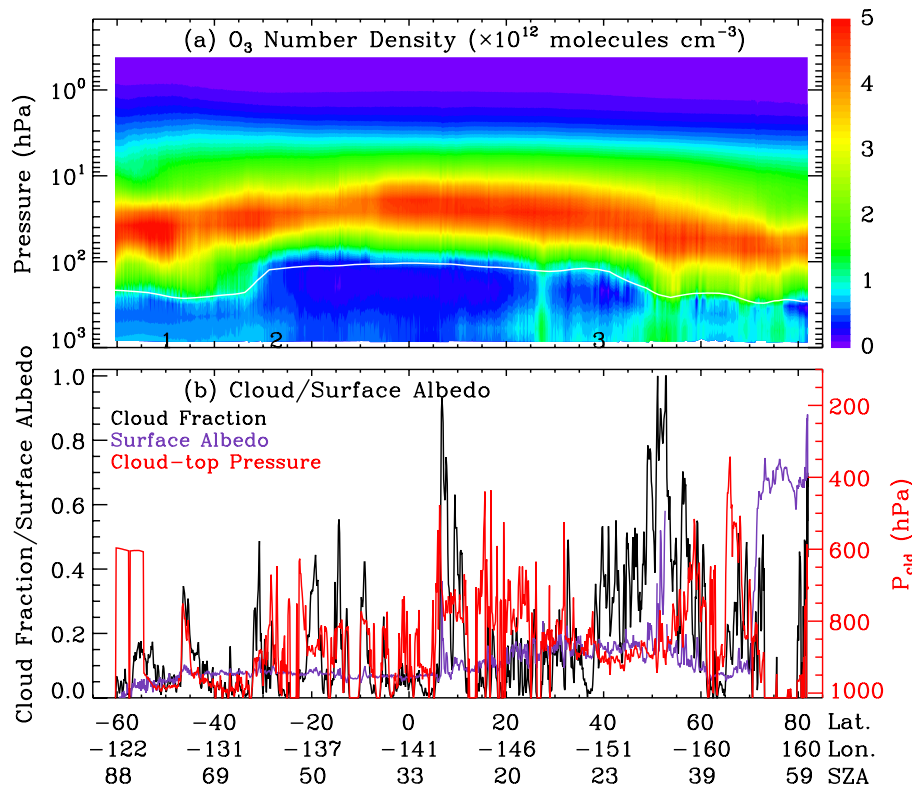 (a) O₃ Number Density (×10¹² molecules cm⁻³)
Pressure (hPa)
10⁰
10¹
10²
10³
1 2 3
5
4
3
2
1
0
(b) Cloud/Surface Albedo
Cloud Fraction
Surface Albedo
Cloud-top Pressure
Cloud Fraction/Surface ALbedo
1.0
0.8
0.6
0.4
0.2
0.0
200
400
600
800
1000
P_cld (hPa)
-60 -40 -20 0 20 40 60 80 Lat.
-122 -131 -137 -141 -146 -151 -160 160 Lon.
88 69 50 33 20 23 39 59 SZA